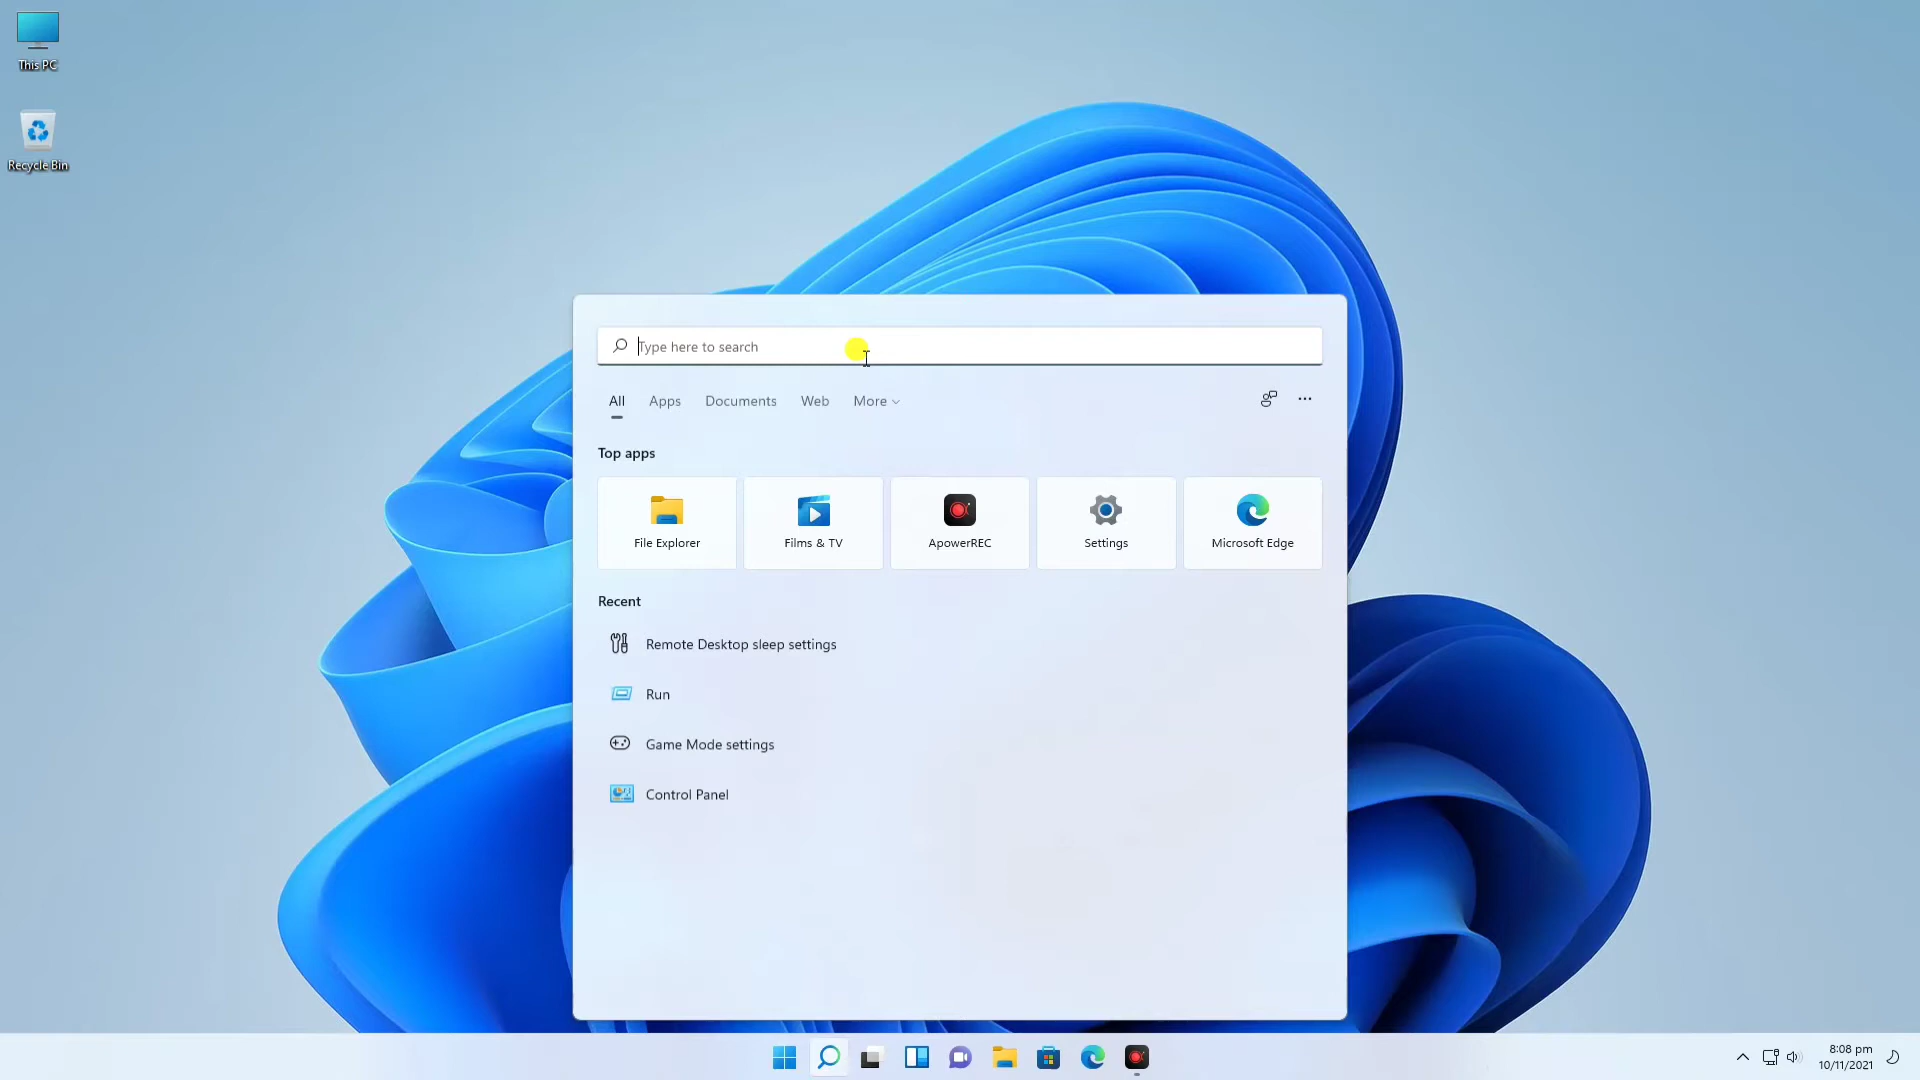 This PC
Recycle Bin
Type here to search
All Apps Documents Web More
Top apps
File Explorer Films & TV ApowerREC Settings Microsoft Edge
Recent
Remote Desktop sleep settings
Run
Game Mode settings
Control Panel
8:08 pm
10/11/2021